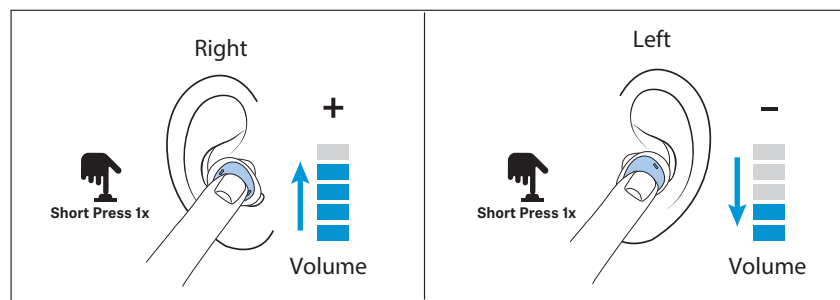 Right
+
Short Press 1x
Volume
Left
–
Short Press 1x
Volume